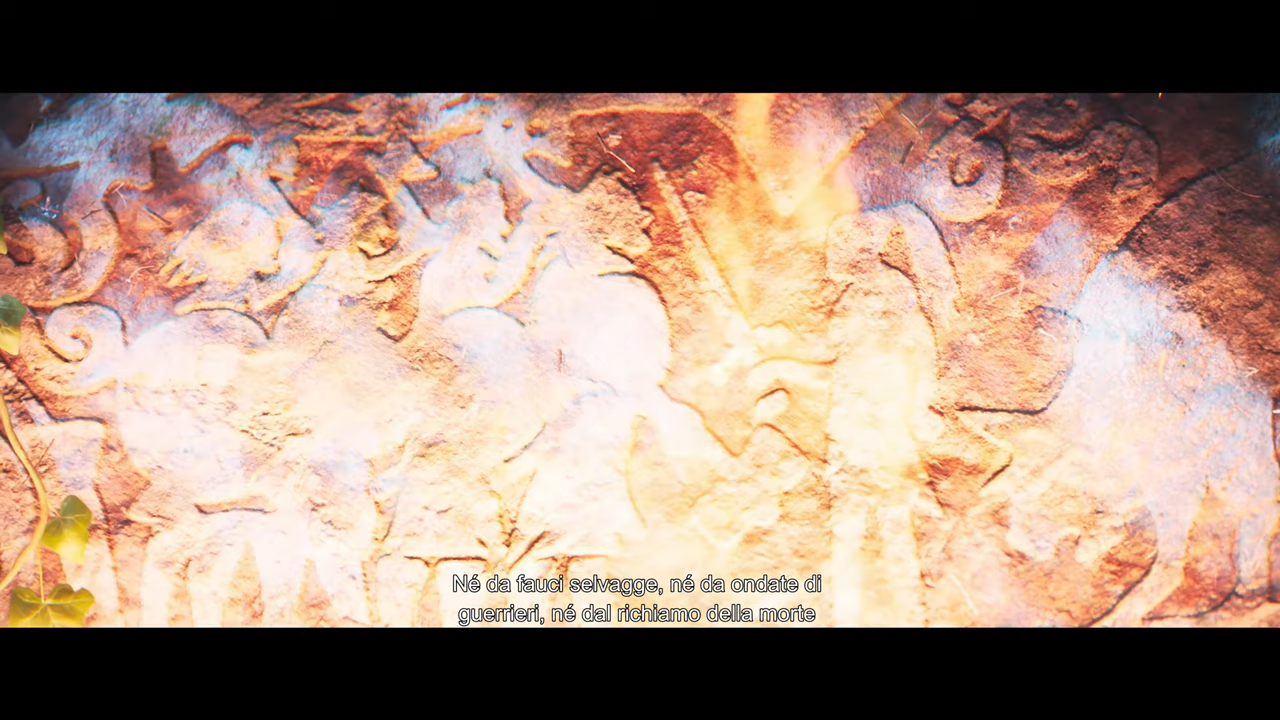 Né da fauci selvagge, né da ondate di
guerrieri, né dal richiamo della morte